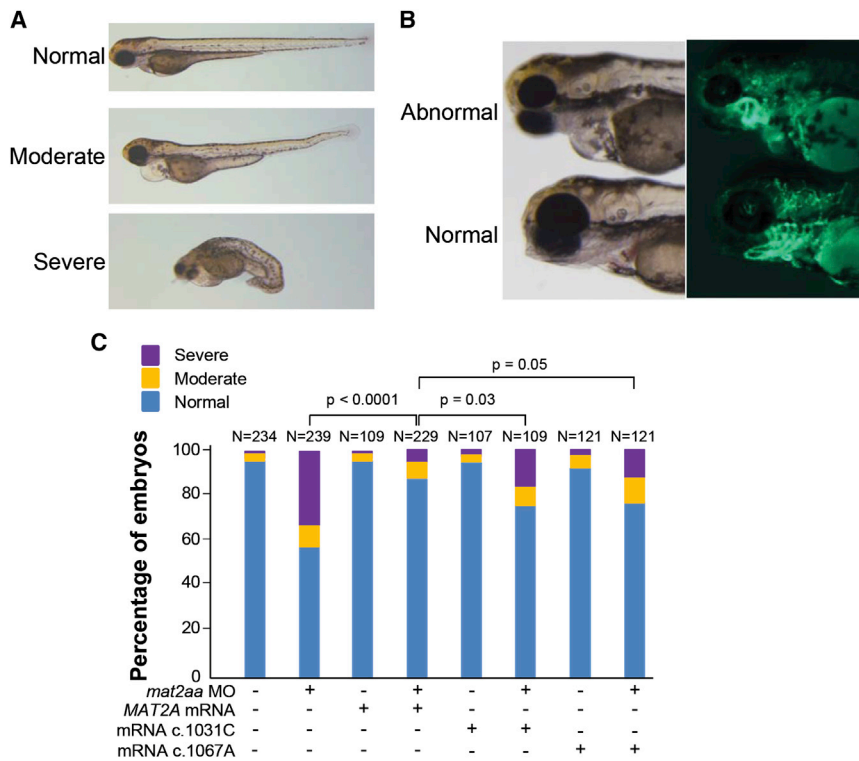 A
Normal
Moderate
Severe
B
Abnormal
Normal
C
Severe
Moderate
Normal
p = 0.05
p < 0.0001
p = 0.03
N=234 N=239 N=109 N=229 N=107 N=109 N=121 N=121
Percentage of embryos
100
80
60
40
20
0
mat2aa MO - + - + - + - +
MAT2A mRNA - - + + - - - -
mRNA c.1031C - - - - + + - -
mRNA c.1067A - - - - - - + +